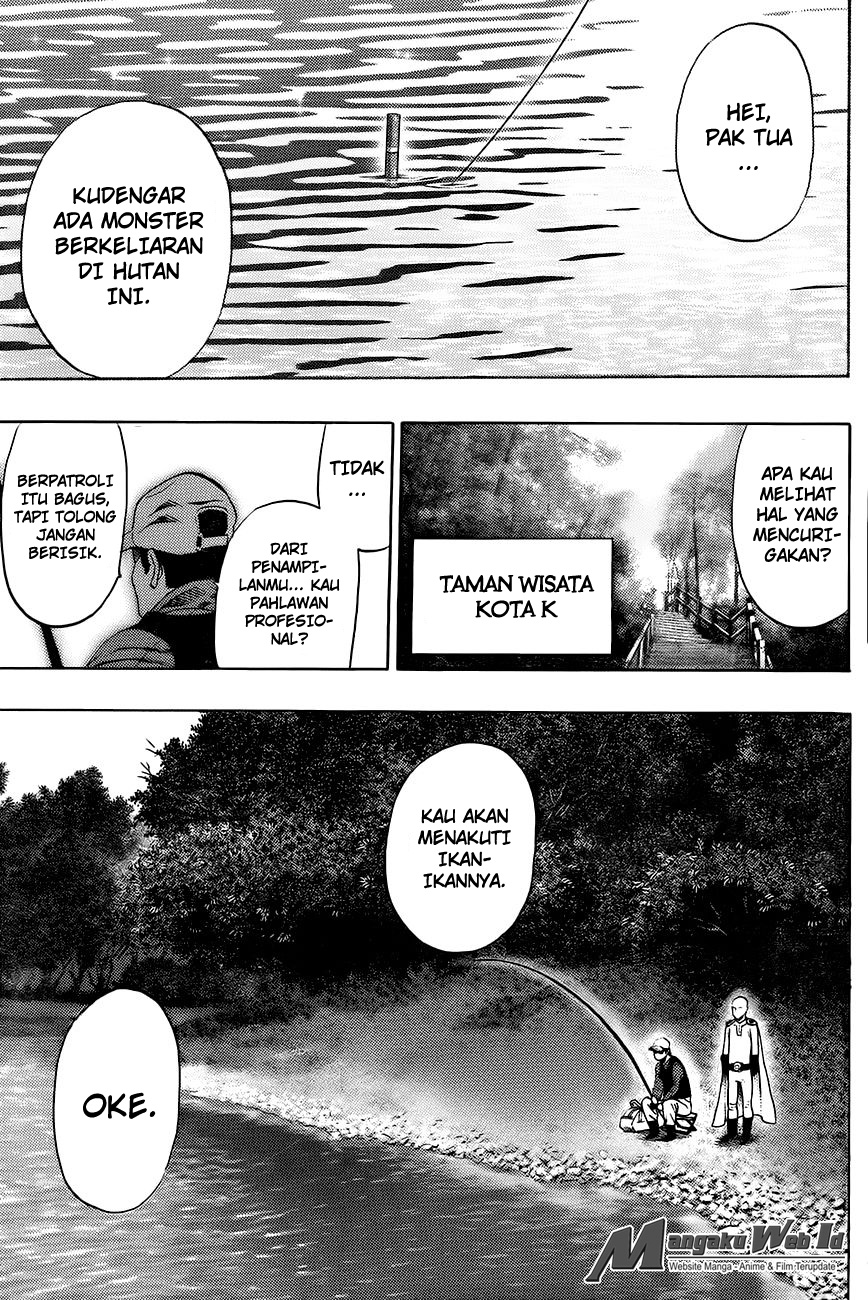 HEI,
PAK TUA
...
KUDENGAR
ADA MONSTER
BERKELIARAN
DI HUTAN
INI.
APA KAU
MELIHAT
HAL YANG
MENCURI-
GAKAN?
TAMAN WISATA
KOTA K
TIDAK
...
DARI
PENAMPI-
LANMU... KAU
PAHLAWAN
PROFESIO-
NAL?
BERPATROLI
ITU BAGUS,
TAPI TOLONG
JANGAN
BERISIK.
KAU AKAN
MENAKUTI
IKAN-
IKANNYA.
OKE.
Mangaku Web.Id
Website Manga - Anime & Film Terupdate